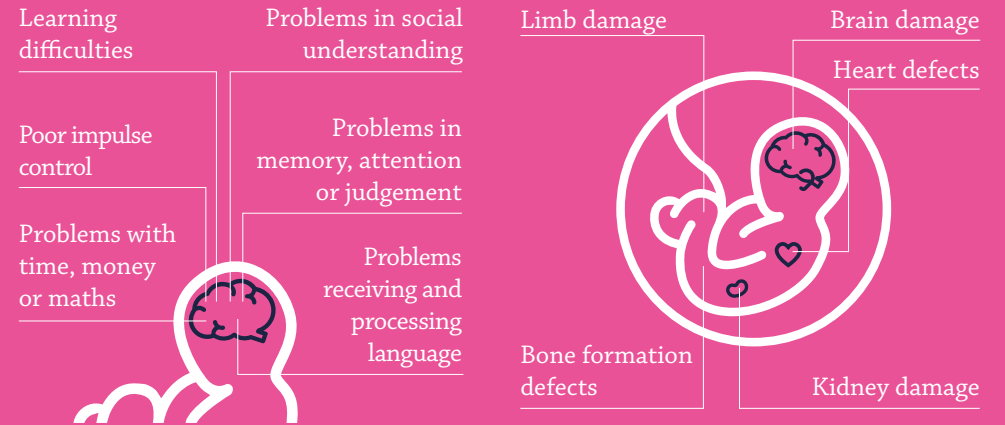 Learning
difficulties
Problems in social
understanding
Poor impulse
control
Problems in
memory, attention
or judgement
Problems with
time, money
or maths
Problems
receiving and
processing
language
Limb damage
Brain damage
Heart defects
Bone formation
defects
Kidney damage